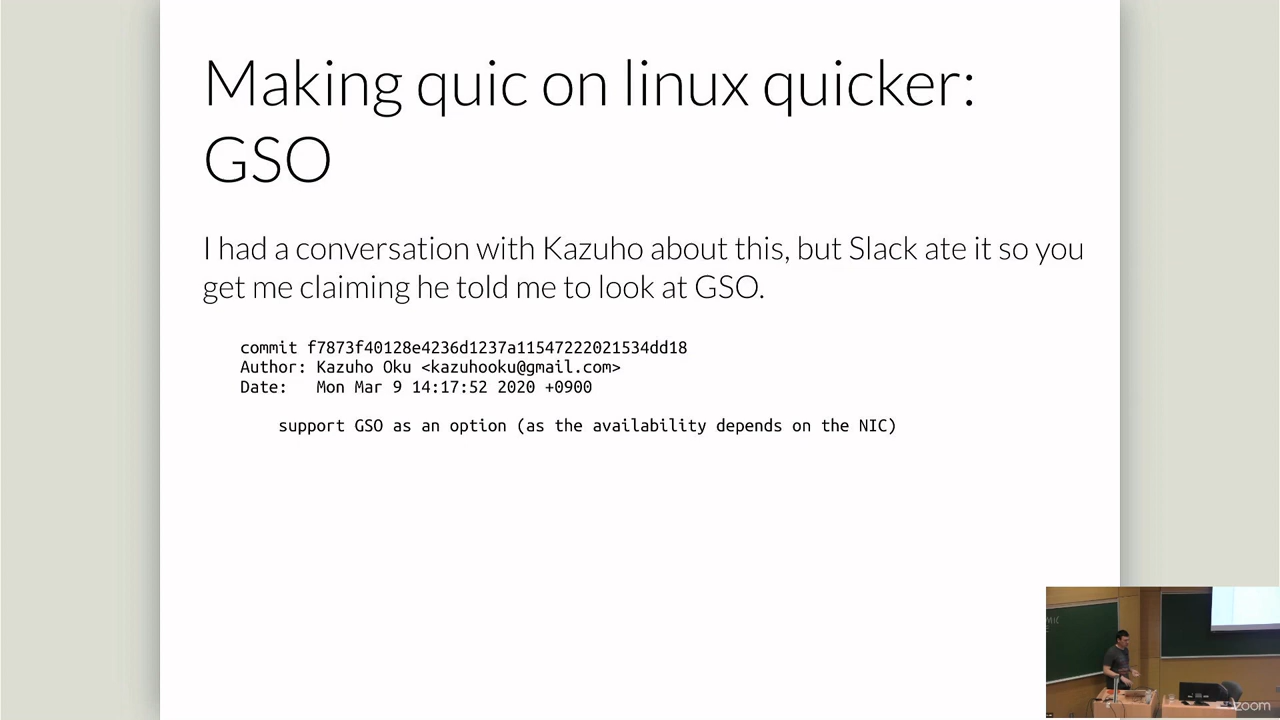 Making quic on linux quicker:
GSO
I had a conversation with Kazuho about this, but Slack ate it so you
get me claiming he told me to look at GSO.
commit f7873f40128e4236d1237a11547222021534dd18
Author: Kazuho Oku <kazuhooku@gmail.com>
Date:   Mon Mar 9 14:17:52 2020 +0900
support GSO as an option (as the availability depends on the NIC)
zoom